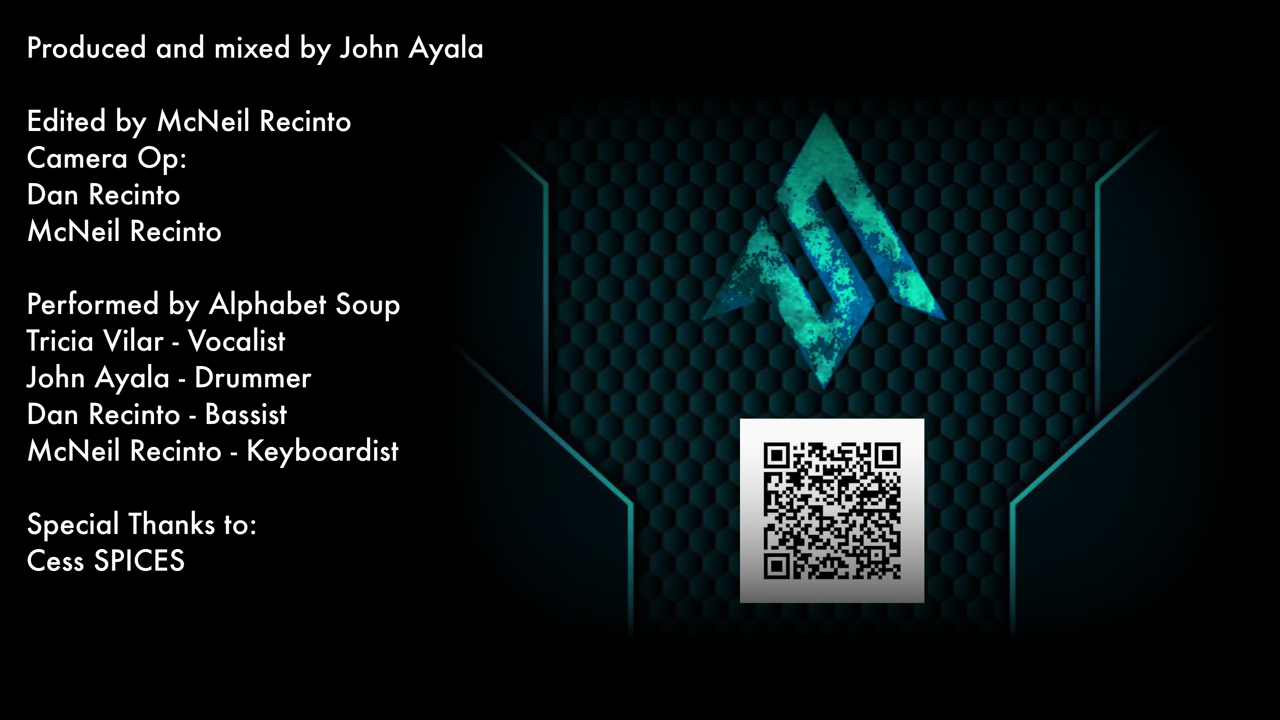 Produced and mixed by John Ayala
Edited by McNeil Recinto
Camera Op:
Dan Recinto
McNeil Recinto
Performed by Alphabet Soup
Tricia Vilar - Vocalist
John Ayala - Drummer
Dan Recinto - Bassist
McNeil Recinto - Keyboardist
Special Thanks to:
Cess SPICES